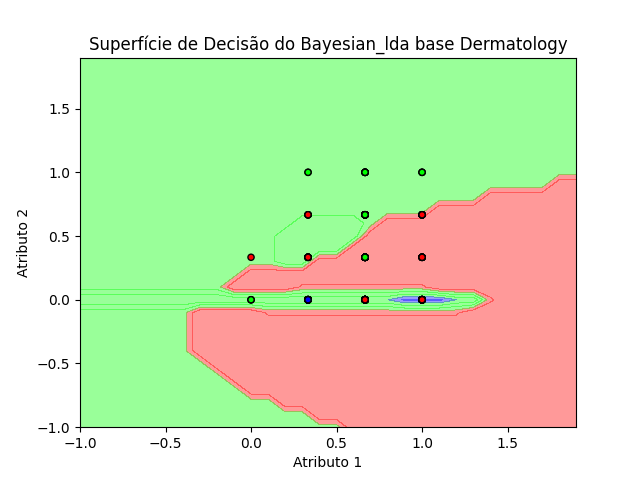 Superfície de Decisão do Bayesian_lda base Dermatology
1.5
1.0
0.5
0.0
−0.5
−1.0
Atributo 2
−1.0 −0.5 0.0 0.5 1.0 1.5
Atributo 1